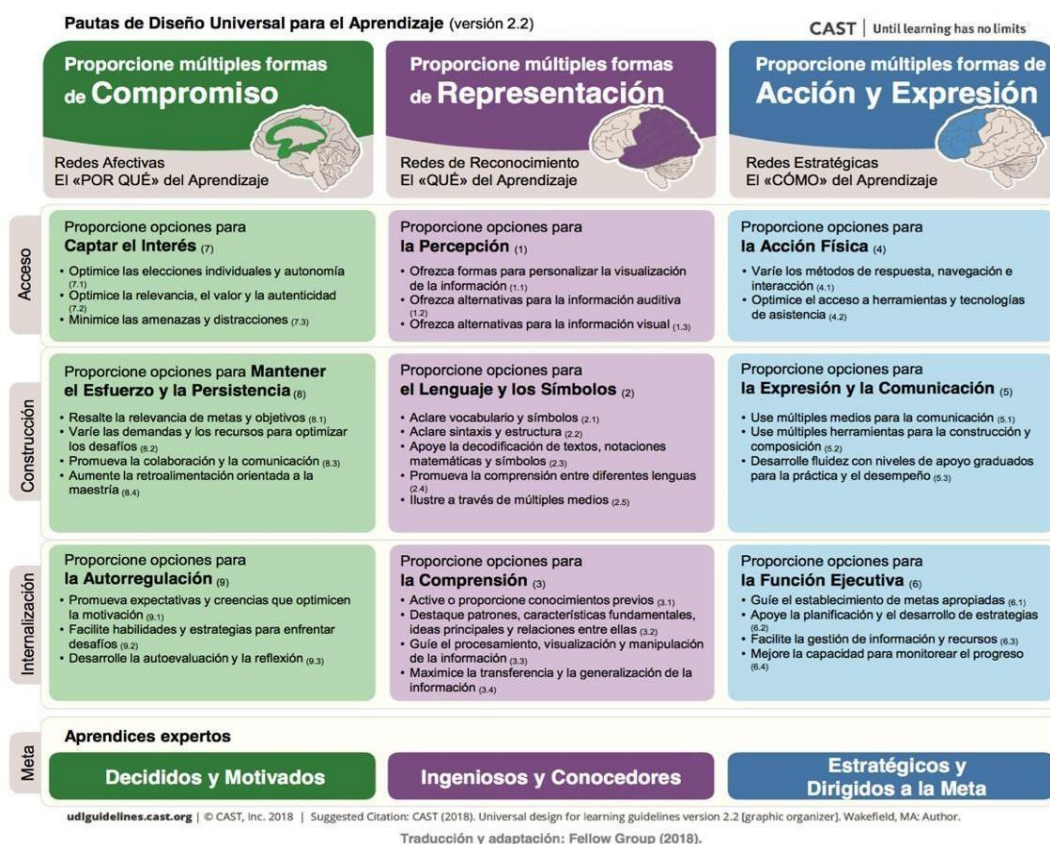 Pautas de Diseño Universal para el Aprendizaje (versión 2.2)
CAST | Until learning has no limits
Proporcione múltiples formas
de Compromiso
Redes Afectivas
El «POR QUÉ» del Aprendizaje
Proporcione múltiples formas
de Representación
Redes de Reconocimiento
El «QUÉ» del Aprendizaje
Proporcione múltiples formas de
Acción y Expresión
Redes Estratégicas
El «CÓMO» del Aprendizaje
Acceso
Proporcione opciones para
Captar el Interés (7)
• Optimice las elecciones individuales y autonomía
(7.1)
• Optimice la relevancia, el valor y la autenticidad
(7.2)
• Minimice las amenazas y distracciones (7.3)
Proporcione opciones para
la Percepción (1)
• Ofrezca formas para personalizar la visualización
de la información (1.1)
• Ofrezca alternativas para la información auditiva
(1.2)
• Ofrezca alternativas para la información visual (1.3)
Proporcione opciones para
la Acción Física (4)
• Varíe los métodos de respuesta, navegación e
interacción (4.1)
• Optimice el acceso a herramientas y tecnologías
de asistencia (4.2)
Construcción
Proporcione opciones para Mantener
el Esfuerzo y la Persistencia (8)
• Resalte la relevancia de metas y objetivos (8.1)
• Varíe las demandas y los recursos para optimizar
los desafíos (8.2)
• Promueva la colaboración y la comunicación (8.3)
• Aumente la retroalimentación orientada a la
maestría (8.4)
Proporcione opciones para
el Lenguaje y los Símbolos (2)
• Aclare vocabulario y símbolos (2.1)
• Aclare sintaxis y estructura (2.2)
• Apoye la decodificación de textos, notaciones
matemáticas y símbolos (2.3)
• Promueva la comprensión entre diferentes lenguas
(2.4)
• Ilustre a través de múltiples medios (2.5)
Proporcione opciones para
la Expresión y la Comunicación (5)
• Use múltiples medios para la comunicación (5.1)
• Use múltiples herramientas para la construcción y
composición (5.2)
• Desarrolle fluidez con niveles de apoyo graduados
para la práctica y el desempeño (5.3)
Internalización
Proporcione opciones para
la Autorregulación (9)
• Promueva expectativas y creencias que optimicen
la motivación (9.1)
• Facilite habilidades y estrategias para enfrentar
desafíos (9.2)
• Desarrolle la autoevaluación y la reflexión (9.3)
Proporcione opciones para
la Comprensión (3)
• Active o proporcione conocimientos previos (3.1)
• Destaque patrones, características fundamentales,
ideas principales y relaciones entre ellas (3.2)
• Guíe el procesamiento, visualización y manipulación
de la información (3.3)
• Maximice la transferencia y la generalización de la
información (3.4)
Proporcione opciones para
la Función Ejecutiva (6)
• Guíe el establecimiento de metas apropiadas (6.1)
• Apoye la planificación y el desarrollo de estrategias
(6.2)
• Facilite la gestión de información y recursos (6.3)
• Mejore la capacidad para monitorear el progreso
(6.4)
Meta
Aprendices expertos
Decididos y Motivados
Ingeniosos y Conocedores
Estratégicos y
Dirigidos a la Meta
udlguidelines.cast.org | © CAST, Inc. 2018 | Suggested Citation: CAST (2018). Universal design for learning guidelines version 2.2 [graphic organizer]. Wakefield, MA: Author.
Traducción y adaptación: Fellow Group (2018).